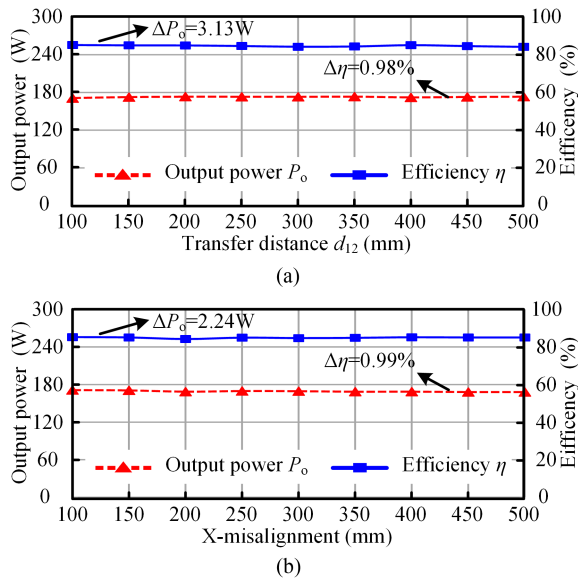 300
240
180
120
60
0
Output power (W)
ΔPo=3.13W
Δη=0.98%
Output power Po
Efficiency η
100
80
60
40
20
0
Eifficency (%)
100 150 200 250 300 350 400 450 500
Transfer distance d12 (mm)
(a)
300
240
180
120
60
0
Output power (W)
ΔPo=2.24W
Δη=0.99%
Output power Po
Efficiency η
100
80
60
40
20
0
Eifficency (%)
100 150 200 250 300 350 400 450 500
X-misalignment (mm)
(b)